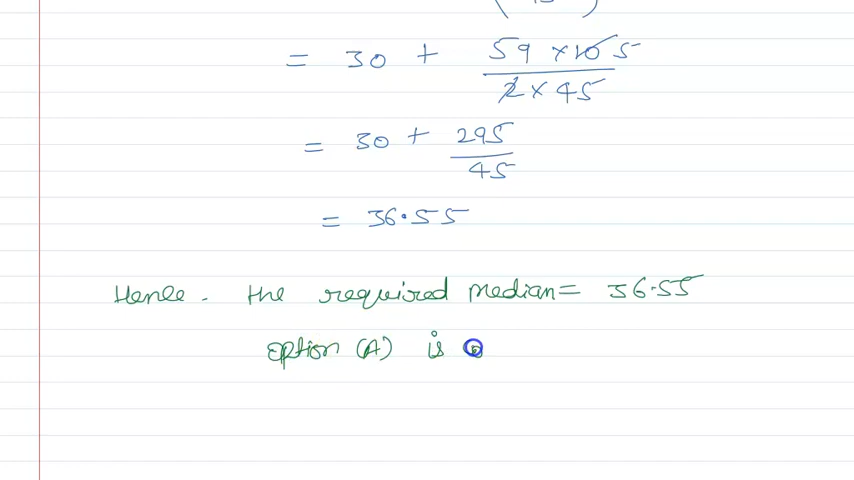 = 30 + 59 × 10 5 / 2 × 45
= 30 + 295 / 45
= 36.55
Hence. the required median = 36.55
option (A) is